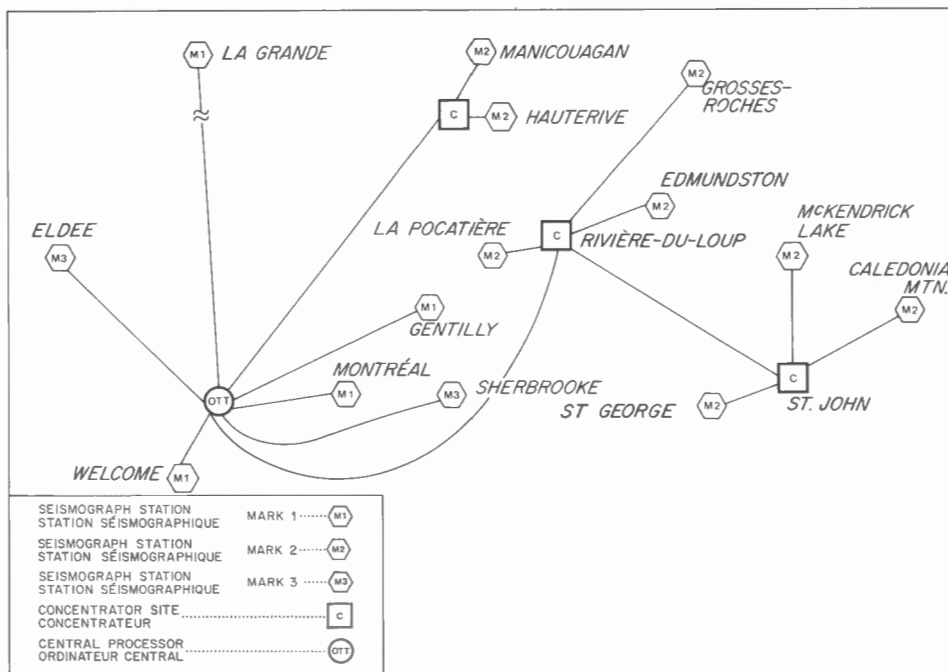 M1 LA GRANDE
M2 MANICOUAGAN
C
M2 HAUTERIVE
M2 GROSSES-
ROCHES
EDMUNDSTON
M2
LA POCATIÈRE
M2
C RIVIÈRE-DU-LOUP
McKENDRICK
LAKE
M2
CALEDONIA
MTN.
M2
ELDEE
M3
M1
GENTILLY
MONTRÉAL
M1
M3 SHERBROOKE
OTT
ST GEORGE
M2
C
ST. JOHN
WELCOME M1
SEISMOGRAPH STATION
STATION SÉISMOGRAPHIQUE
MARK 1 M1
SEISMOGRAPH STATION
STATION SÉISMOGRAPHIQUE
MARK 2 M2
SEISMOGRAPH STATION
STATION SÉISMOGRAPHIQUE
MARK 3 M3
CONCENTRATOR SITE
CONCENTRATEUR
C
CENTRAL PROCESSOR
ORDINATEUR CENTRAL
OTT